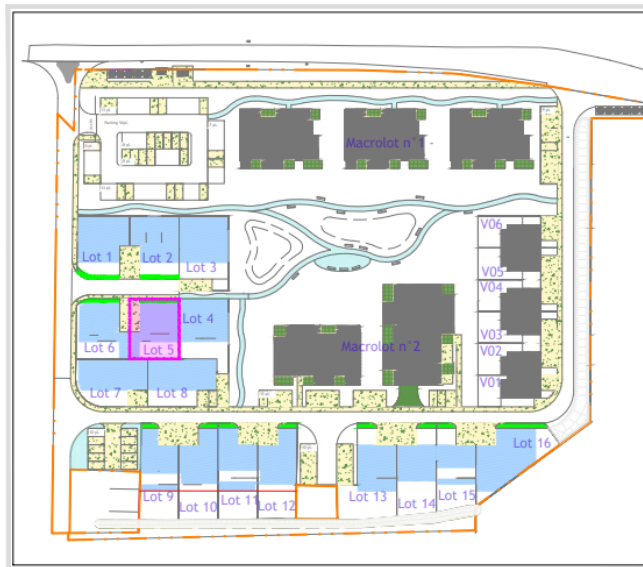 Macrolot n°1 -
V06
Lot 1
Lot 2
Lot 3
V05
V04
Lot 4
V03
Lot 6
Lot 5
Macrolot n°2
V02
Lot 7
Lot 8
V01
Lot 16
Lot 9
Lot 10
Lot 11
Lot 12
Lot 13
Lot 14
Lot 15